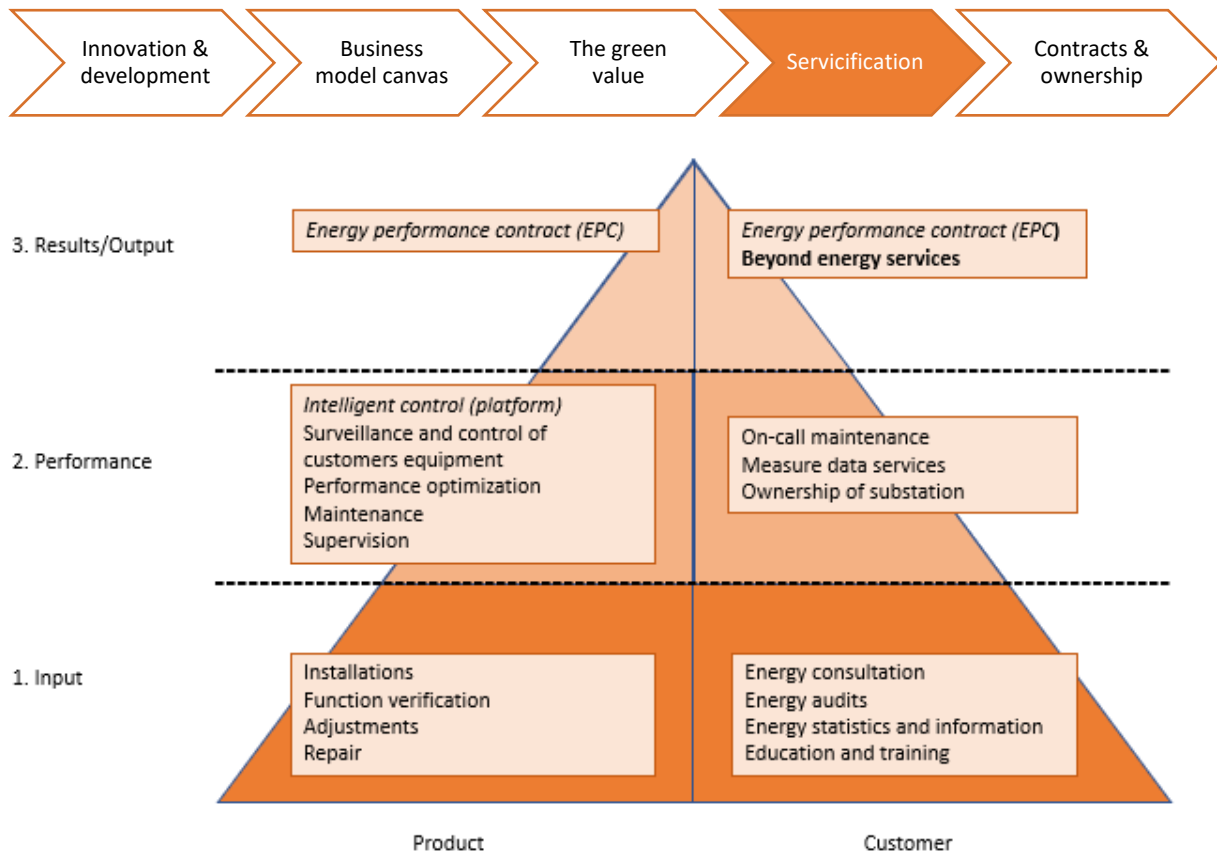 Innovation &
development
Business
model canvas
The green
value
Servicification
Contracts &
ownership
3. Results/Output
Energy performance contract (EPC)
Energy performance contract (EPC)
Beyond energy services
2. Performance
Intelligent control (platform)
Surveillance and control of
customers equipment
Performance optimization
Maintenance
Supervision
On-call maintenance
Measure data services
Ownership of substation
1. Input
Installations
Function verification
Adjustments
Repair
Energy consultation
Energy audits
Energy statistics and information
Education and training
Product
Customer